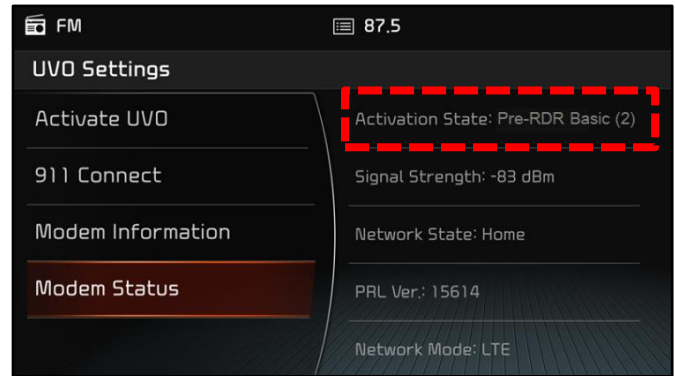 FM
87.5
UVO Settings
Activate UVO
911 Connect
Modem Information
Modem Status
Activation State: Pre-RDR Basic (2)
Signal Strength: -83 dBm
Network State: Home
PRL Ver.: 15614
Network Mode: LTE